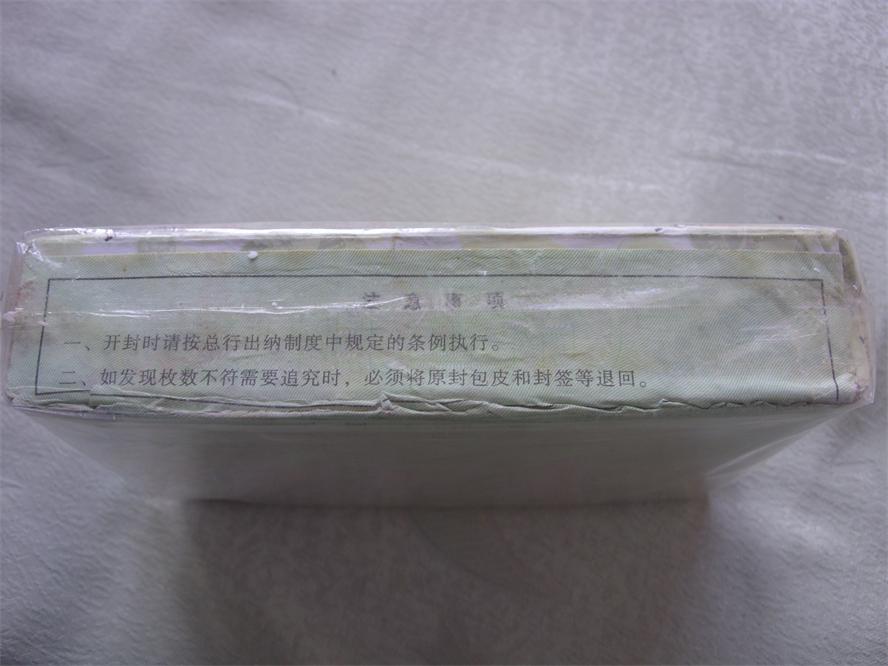 注意事项
一、开封时请按总行出纳制度中规定的条例执行。
二、如发现枚数不符需要追究时，必须将原封包皮和封签等退回。